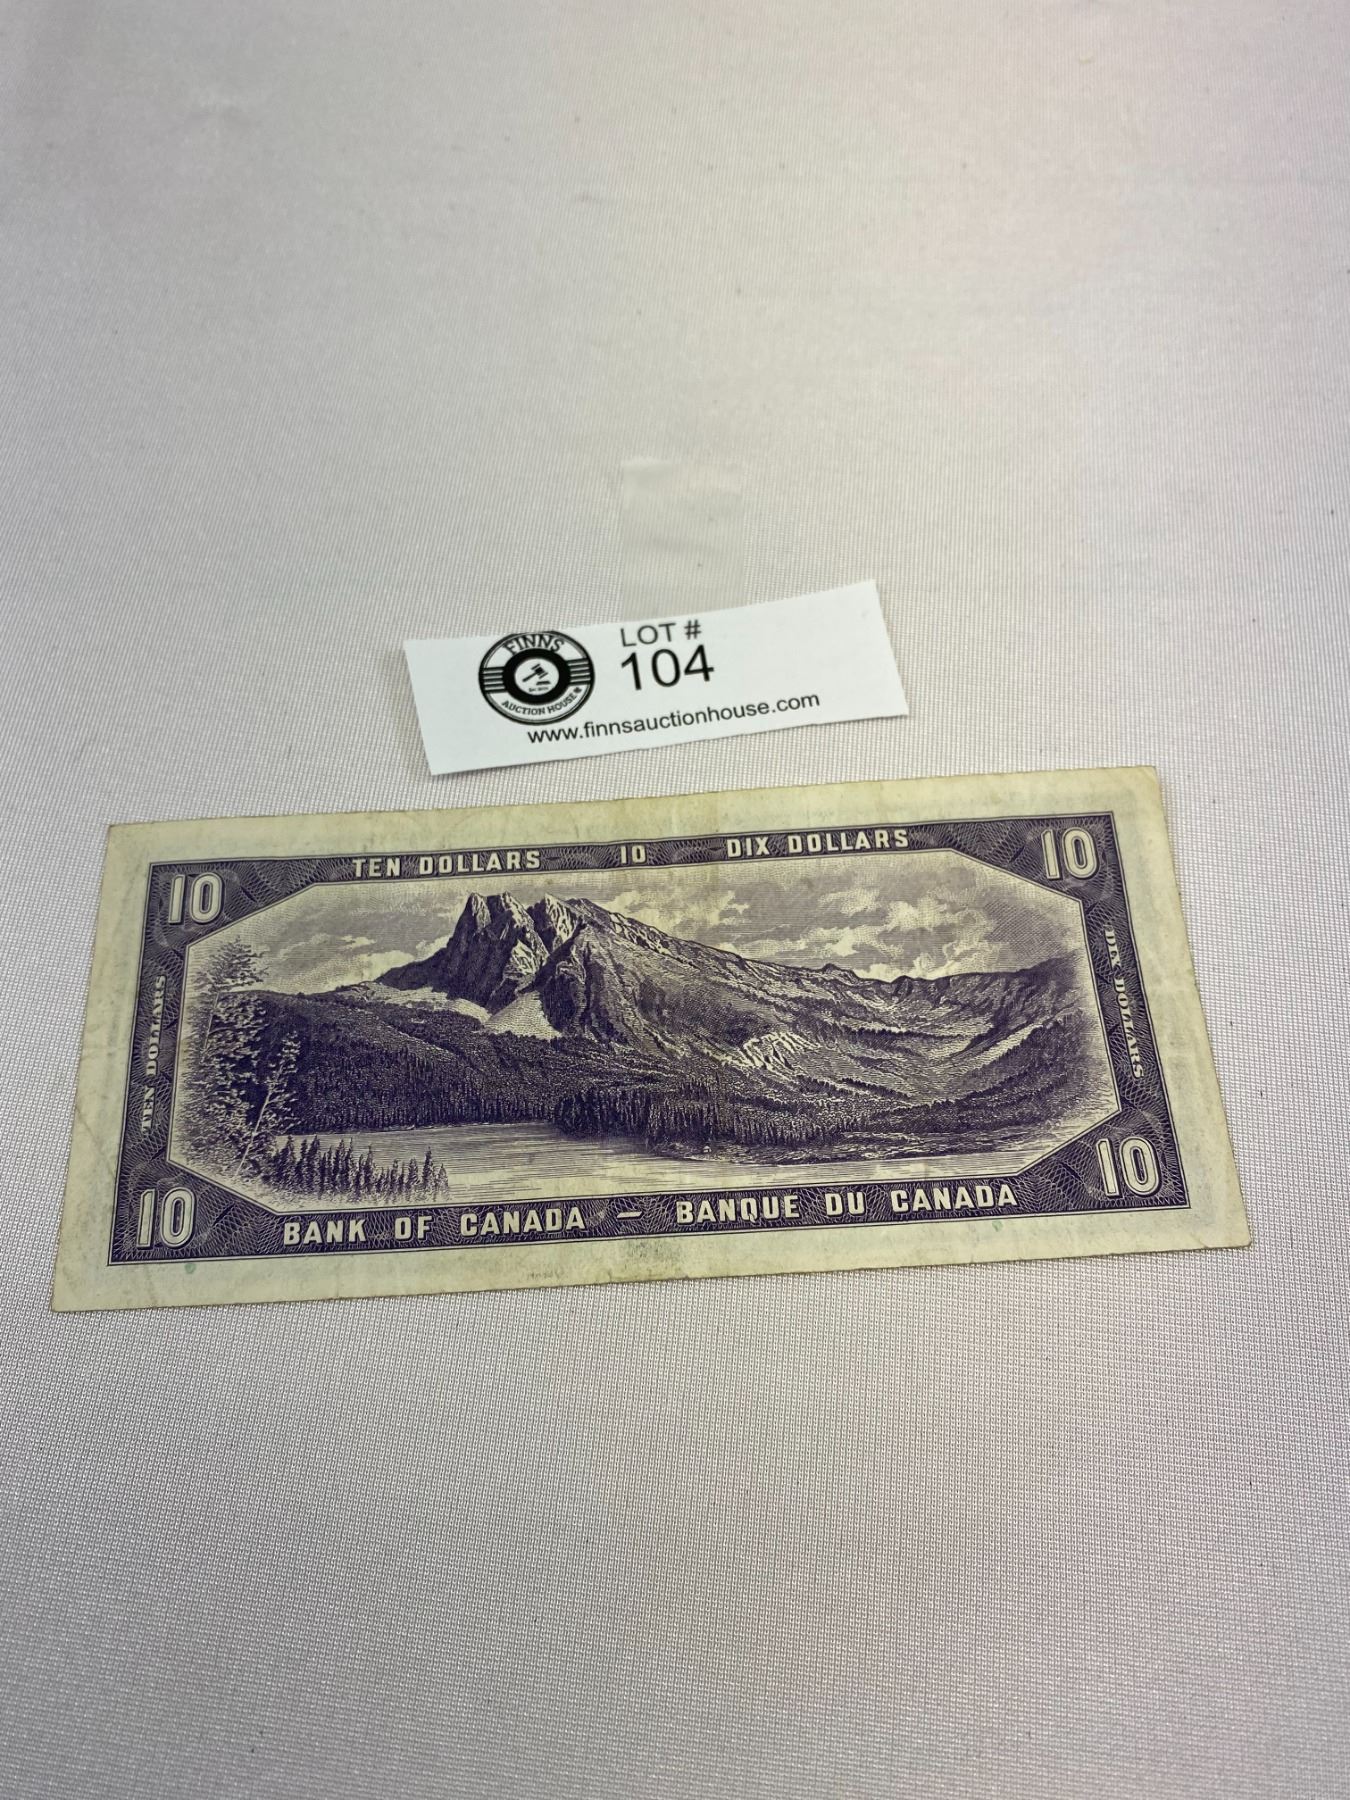 FINNS
AUCTION HOUSE
LOT #
104
www.finnsauctionhouse.com
10 TEN DOLLARS 10 DIX DOLLARS 10
TEN DOLLARS
DIX DOLLARS
10 BANK OF CANADA — BANQUE DU CANADA 10